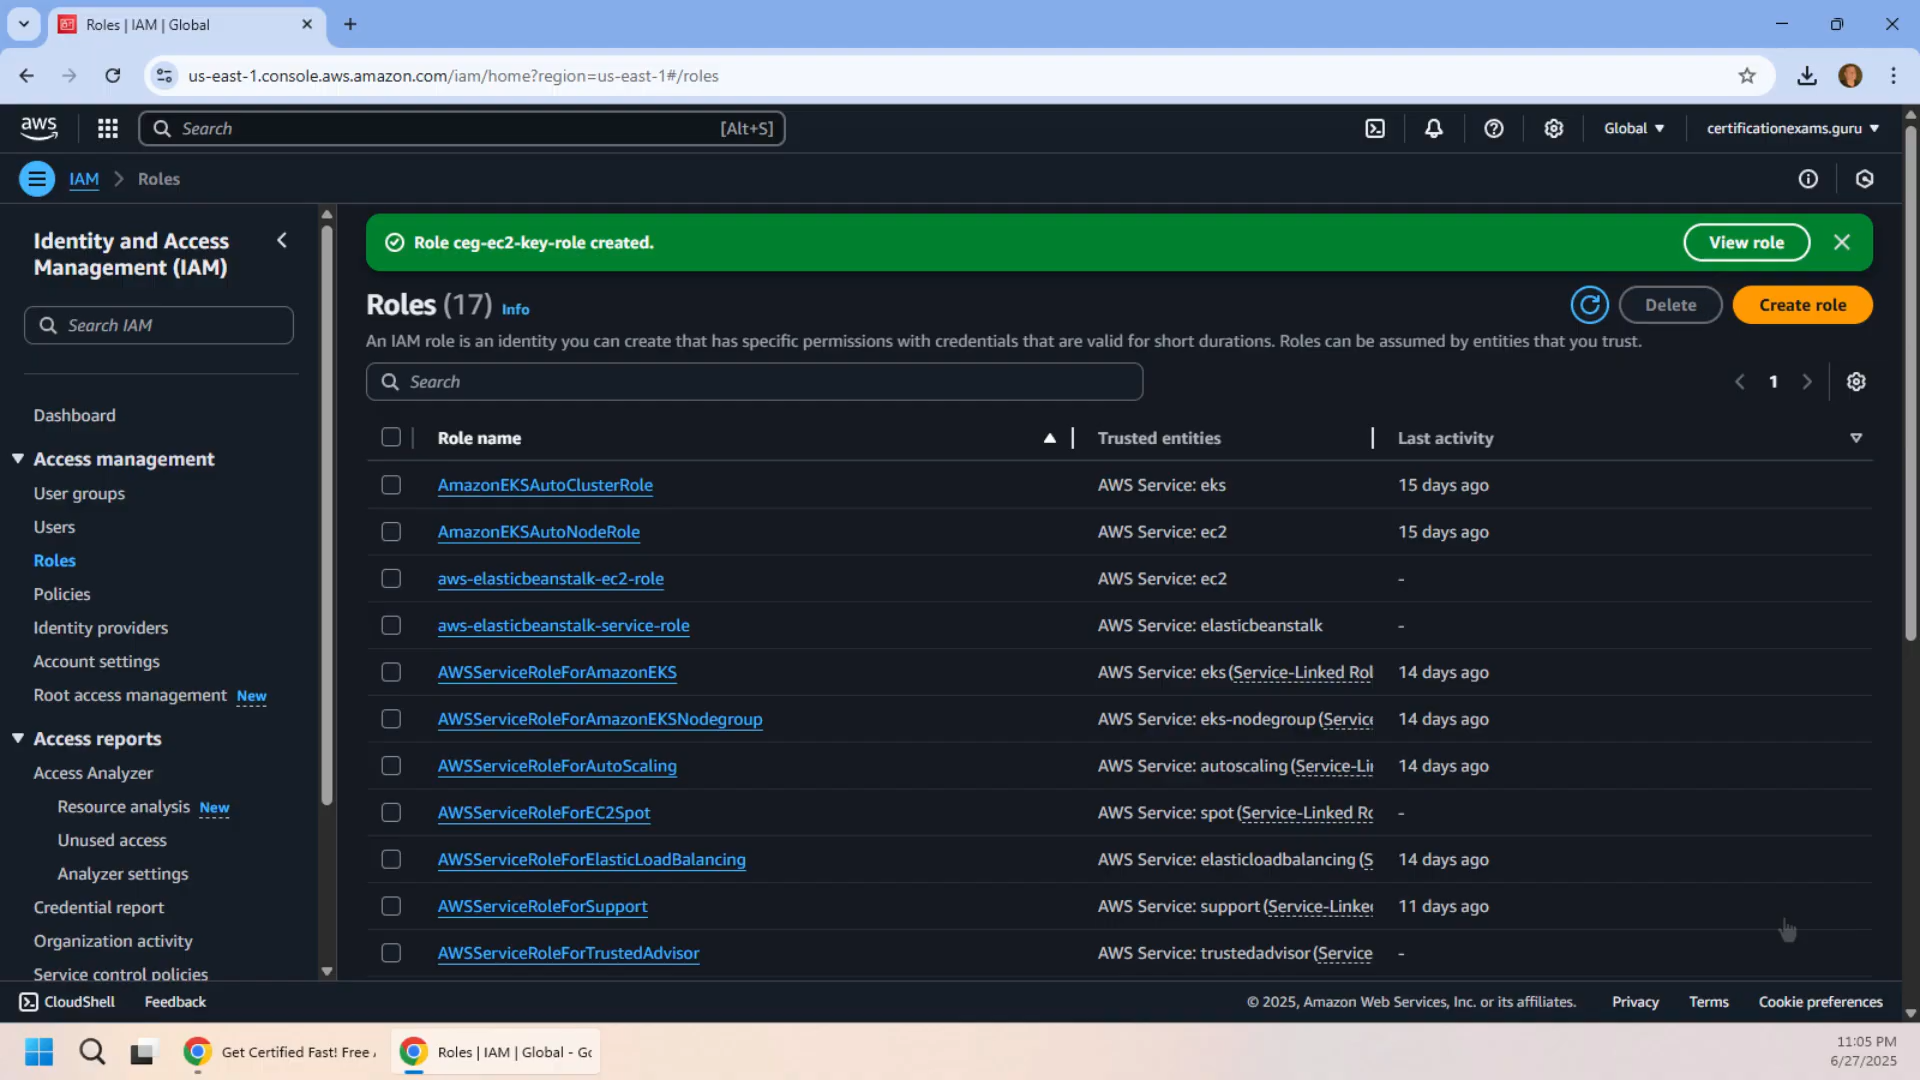 Roles | IAM | Global
us-east-1.console.aws.amazon.com/iam/home?region=us-east-1#/roles
aws
Search [Alt+S]
Global
certificationexams.guru
IAM > Roles
Identity and Access
Management (IAM)
Search IAM
Dashboard
Access management
User groups
Users
Roles
Policies
Identity providers
Account settings
Root access management New
Access reports
Access Analyzer
Resource analysis New
Unused access
Analyzer settings
Credential report
Organization activity
Service control policies
Role ceg-ec2-key-role created.
View role
Roles (17) Info
Delete
Create role
An IAM role is an identity you can create that has specific permissions with credentials that are valid for short durations. Roles can be assumed by entities that you trust.
Search
1
Role name Trusted entities Last activity
AmazonEKSAutoClusterRole AWS Service: eks 15 days ago
AmazonEKSAutoNodeRole AWS Service: ec2 15 days ago
aws-elasticbeanstalk-ec2-role AWS Service: ec2 -
aws-elasticbeanstalk-service-role AWS Service: elasticbeanstalk -
AWSServiceRoleForAmazonEKS AWS Service: eks (Service-Linked Rol 14 days ago
AWSServiceRoleForAmazonEKSNodegroup AWS Service: eks-nodegroup (Service 14 days ago
AWSServiceRoleForAutoScaling AWS Service: autoscaling (Service-Li 14 days ago
AWSServiceRoleForEC2Spot AWS Service: spot (Service-Linked Ro -
AWSServiceRoleForElasticLoadBalancing AWS Service: elasticloadbalancing (S 14 days ago
AWSServiceRoleForSupport AWS Service: support (Service-Linked 11 days ago
AWSServiceRoleForTrustedAdvisor AWS Service: trustedadvisor (Service -
CloudShell Feedback
© 2025, Amazon Web Services, Inc. or its affiliates. Privacy Terms Cookie preferences
Get Certified Fast! Free
Roles | IAM | Global - Go
11:05 PM
6/27/2025